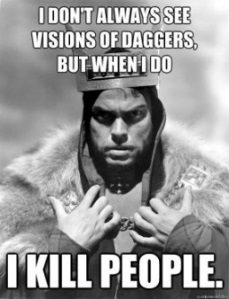 I DON'T ALWAYS SEE
VISIONS OF DAGGERS,
BUT WHEN I DO
I KILL PEOPLE.